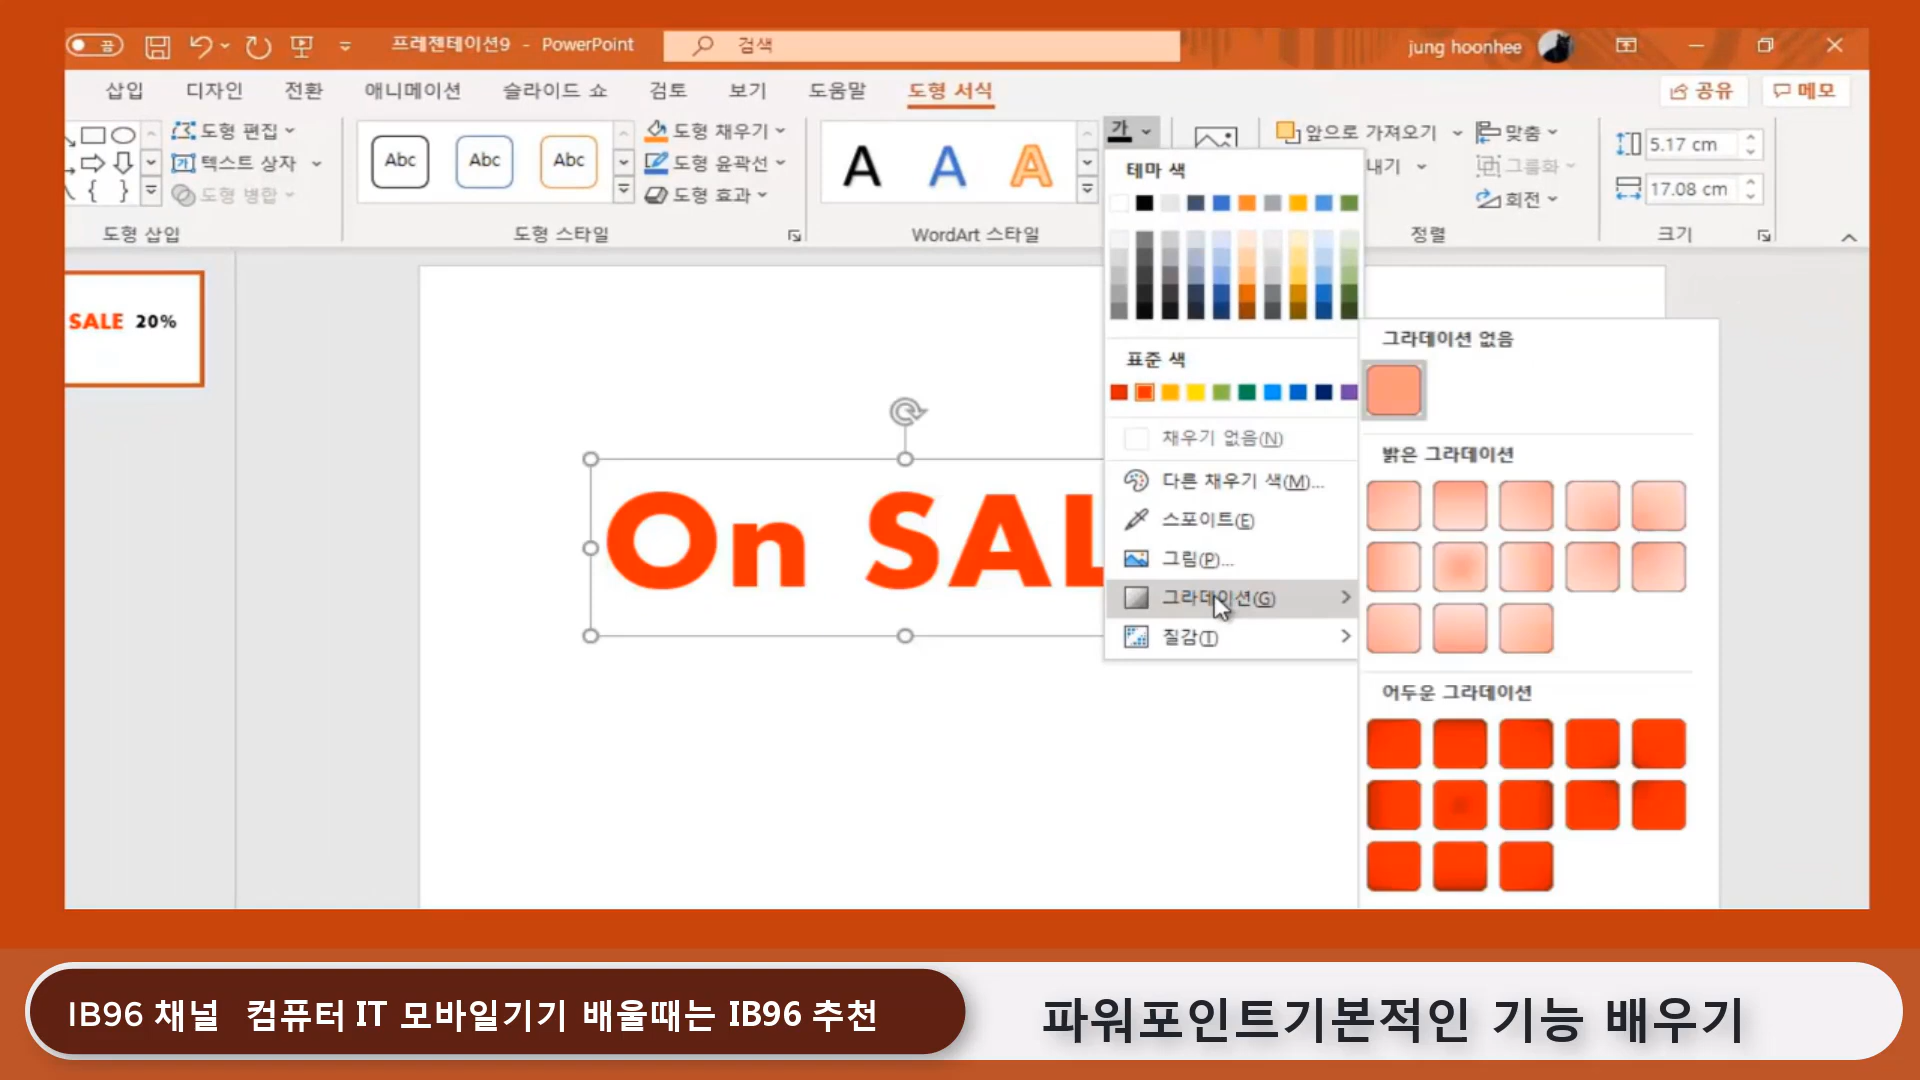 끔
프레젠테이션9 - PowerPoint
검색
jung hoonhee
삽입 디자인 전환 애니메이션 슬라이드 쇼 검토 보기 도움말 도형 서식
공유 메모
도형 편집
텍스트 상자
도형 병합
도형 삽입
Abc Abc Abc
도형 채우기
도형 윤곽선
도형 효과
도형 스타일
A A A
WordArt 스타일
가
앞으로 가져오기
내기
맞춤
그룹화
회전
정렬
5.17 cm
17.08 cm
크기
SALE 20%
On SAL
테마 색
표준 색
채우기 없음(N)
다른 채우기 색(M)...
스포이트(E)
그림(P)...
그라데이션(G)
질감(T)
그라데이션 없음
밝은 그라데이션
어두운 그라데이션
IB96 채널 컴퓨터 IT 모바일기기 배울때는 IB96 추천
파워포인트기본적인 기능 배우기